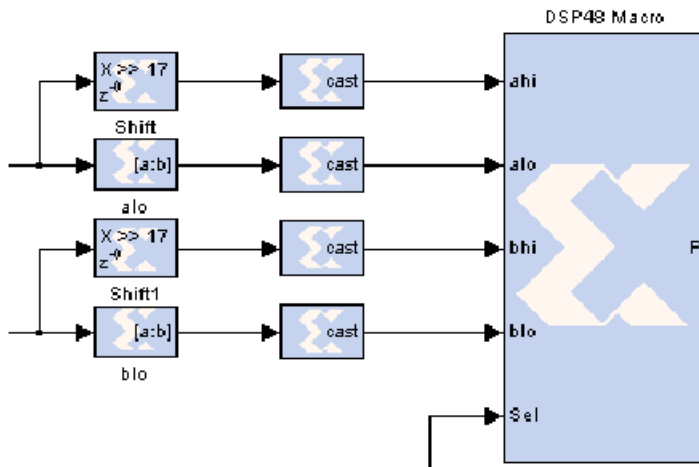 DSP48 Macro
X >> 17
z-0
cast
ahi
Shift
[a:b]
cast
alo
alo
X >> 17
z-0
cast
bhi
P
Shift1
[a:b]
cast
blo
blo
Sel